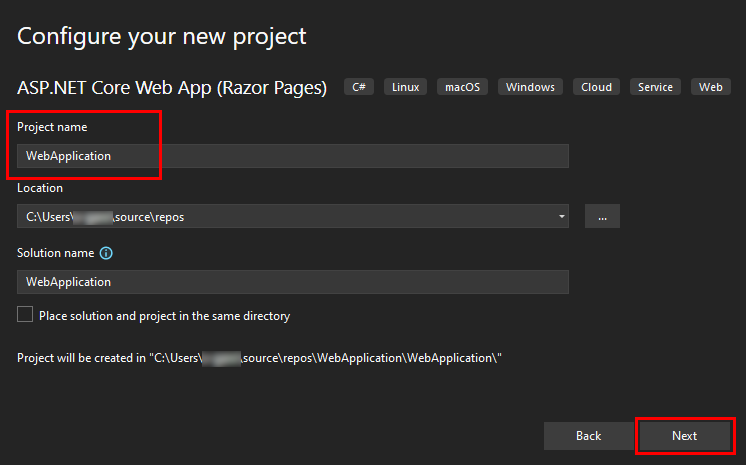 Configure your new project
ASP.NET Core Web App (Razor Pages) C# Linux macOS Windows Cloud Service Web
Project name
WebApplication
Location
C:\Users\ \source\repos ...
Solution name
WebApplication
Place solution and project in the same directory
Project will be created in "C:\Users\ \source\repos\WebApplication\WebApplication\"
Back Next